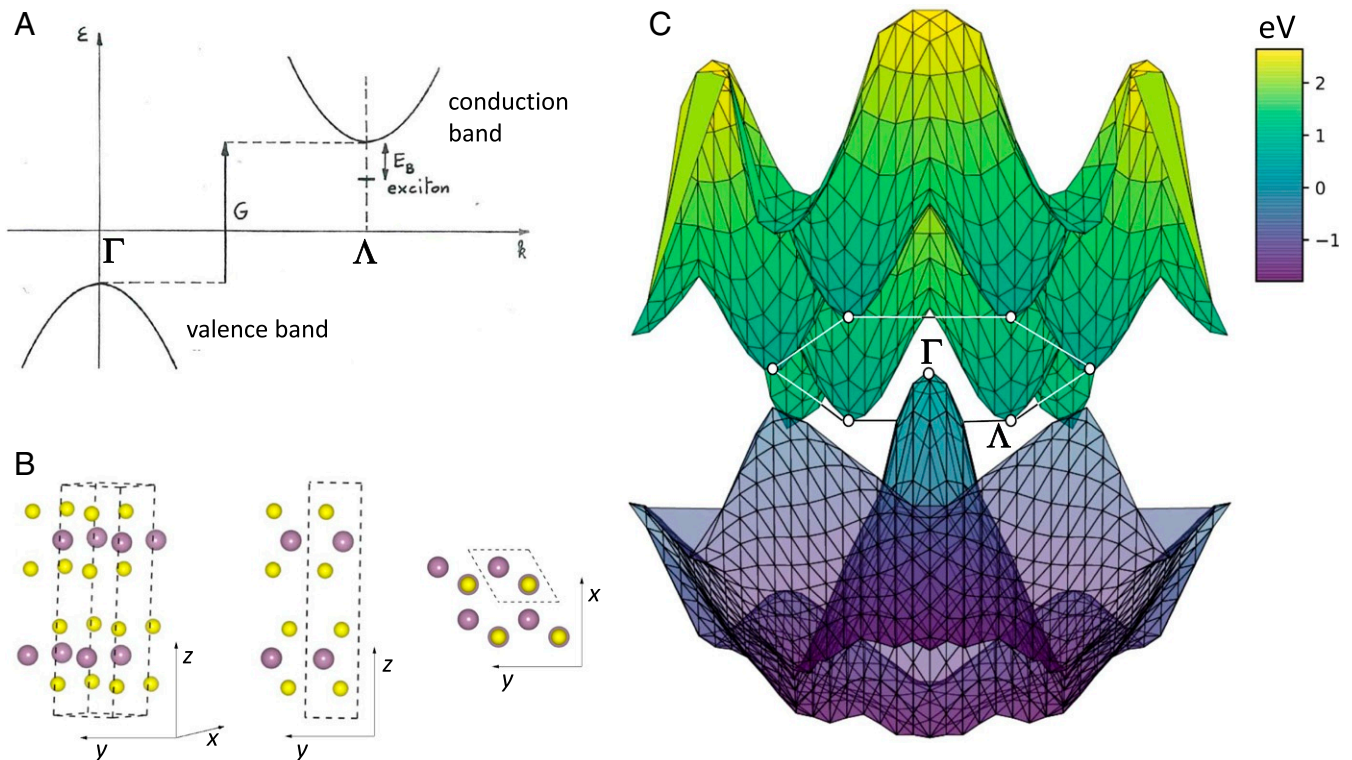 A
ε
conduction
band
E_B
exciton
G
Γ
Λ
k
valence band
B
z
y
x
z
y
x
y
C
eV
2
1
0
−1
Γ
Λ